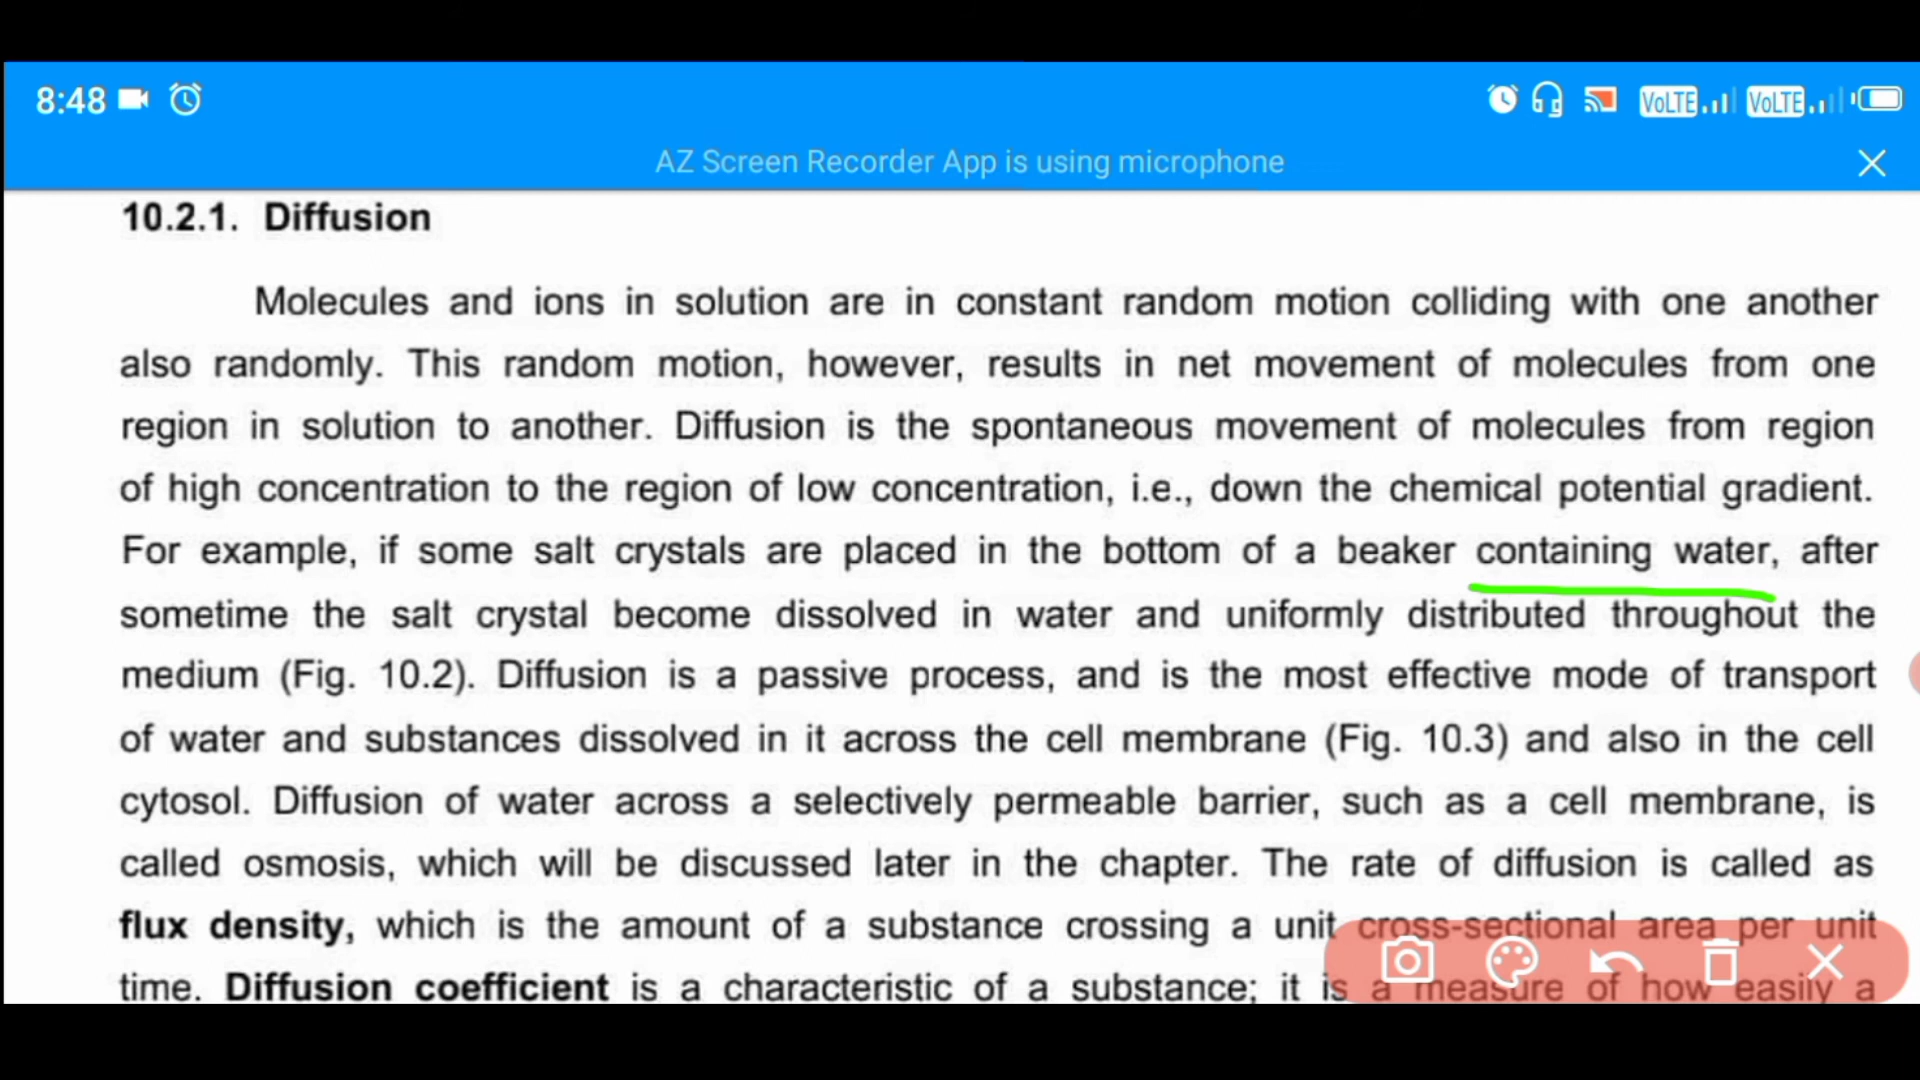 8:48
VoLTE VoLTE
AZ Screen Recorder App is using microphone
10.2.1. Diffusion
Molecules and ions in solution are in constant random motion colliding with one another
also randomly. This random motion, however, results in net movement of molecules from one
region in solution to another. Diffusion is the spontaneous movement of molecules from region
of high concentration to the region of low concentration, i.e., down the chemical potential gradient.
For example, if some salt crystals are placed in the bottom of a beaker containing water, after
sometime the salt crystal become dissolved in water and uniformly distributed throughout the
medium (Fig. 10.2). Diffusion is a passive process, and is the most effective mode of transport
of water and substances dissolved in it across the cell membrane (Fig. 10.3) and also in the cell
cytosol. Diffusion of water across a selectively permeable barrier, such as a cell membrane, is
called osmosis, which will be discussed later in the chapter. The rate of diffusion is called as
flux density, which is the amount of a substance crossing a unit cross-sectional area per unit
time. Diffusion coefficient is a characteristic of a substance; it is a measure of how easily a